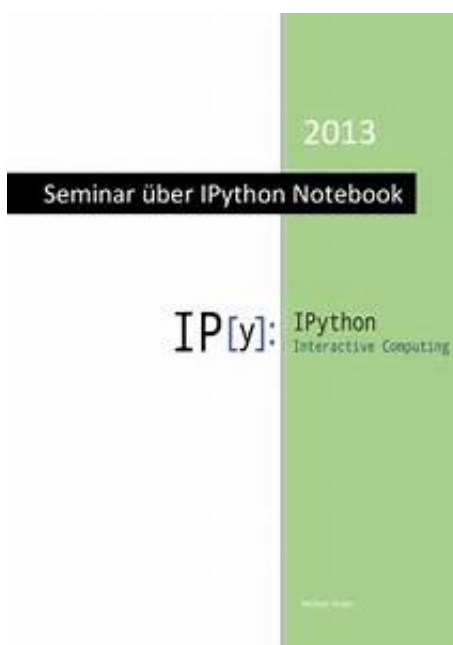 2013
Seminar über IPython Notebook
IP[y]: IPython
Interactive Computing